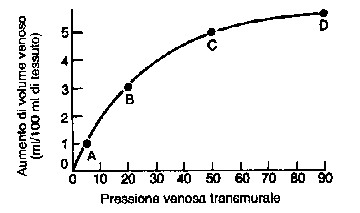 Aumento di volume venoso
(ml/100 ml di tessuto)
5
4
3
2
1
0
A
B
C
D
0 10 20 30 40 50 60 70 80 90
Pressione venosa transmurale